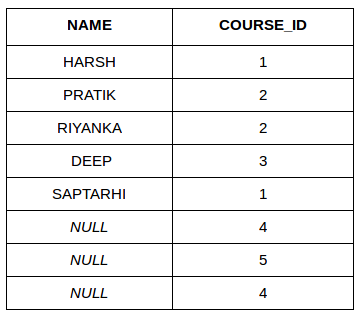 NAME COURSE_ID
HARSH 1
PRATIK 2
RIYANKA 2
DEEP 3
SAPTARHI 1
NULL 4
NULL 5
NULL 4